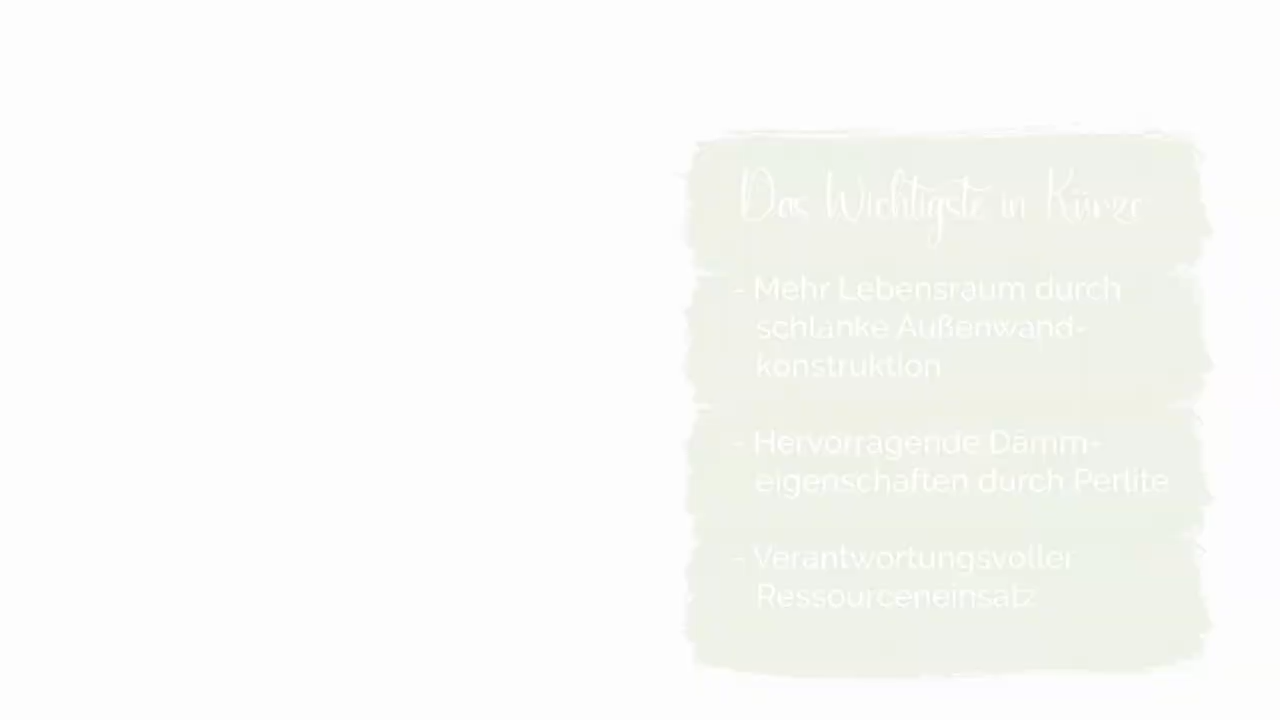 Das Wichtigste in Kürze
- Mehr Lebensraum durch
schlanke Außenwand-
konstruktion
- Hervorragende Dämm-
eigenschaften durch Perlite
- Verantwortungsvoller
Ressourceneinsatz